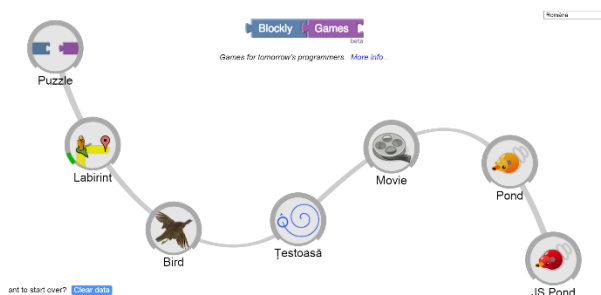 Română
Blockly Games
beta
Games for tomorrow's programmers. More info...
Puzzle
Labirint
Movie
Pond
Țestoasă
Bird
ant to start over? Clear data
JS Pond